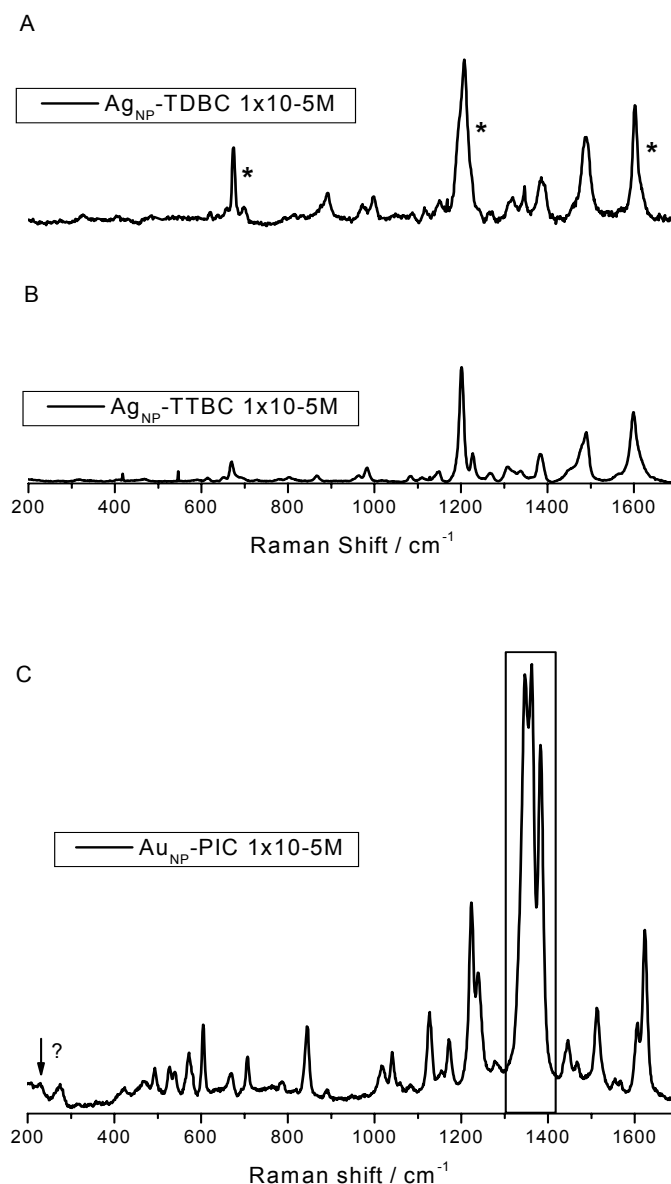 A
Ag_NP-TDBC 1x10-5M
*
*
*
B
Ag_NP-TTBC 1x10-5M
200 400 600 800 1000 1200 1400 1600
Raman Shift / cm⁻¹
C
Au_NP-PIC 1x10-5M
?
200 400 600 800 1000 1200 1400 1600
Raman shift / cm⁻¹